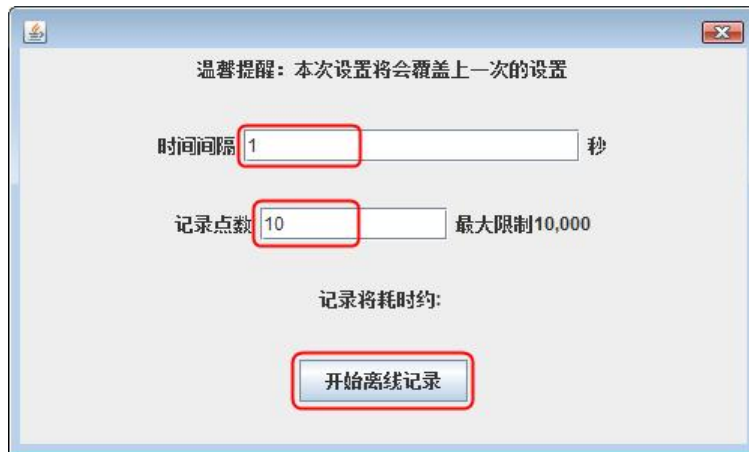 温馨提醒：本次设置将会覆盖上一次的设置
时间间隔 1 秒
记录点数 10 最大限制10,000
记录将耗时约:
开始离线记录